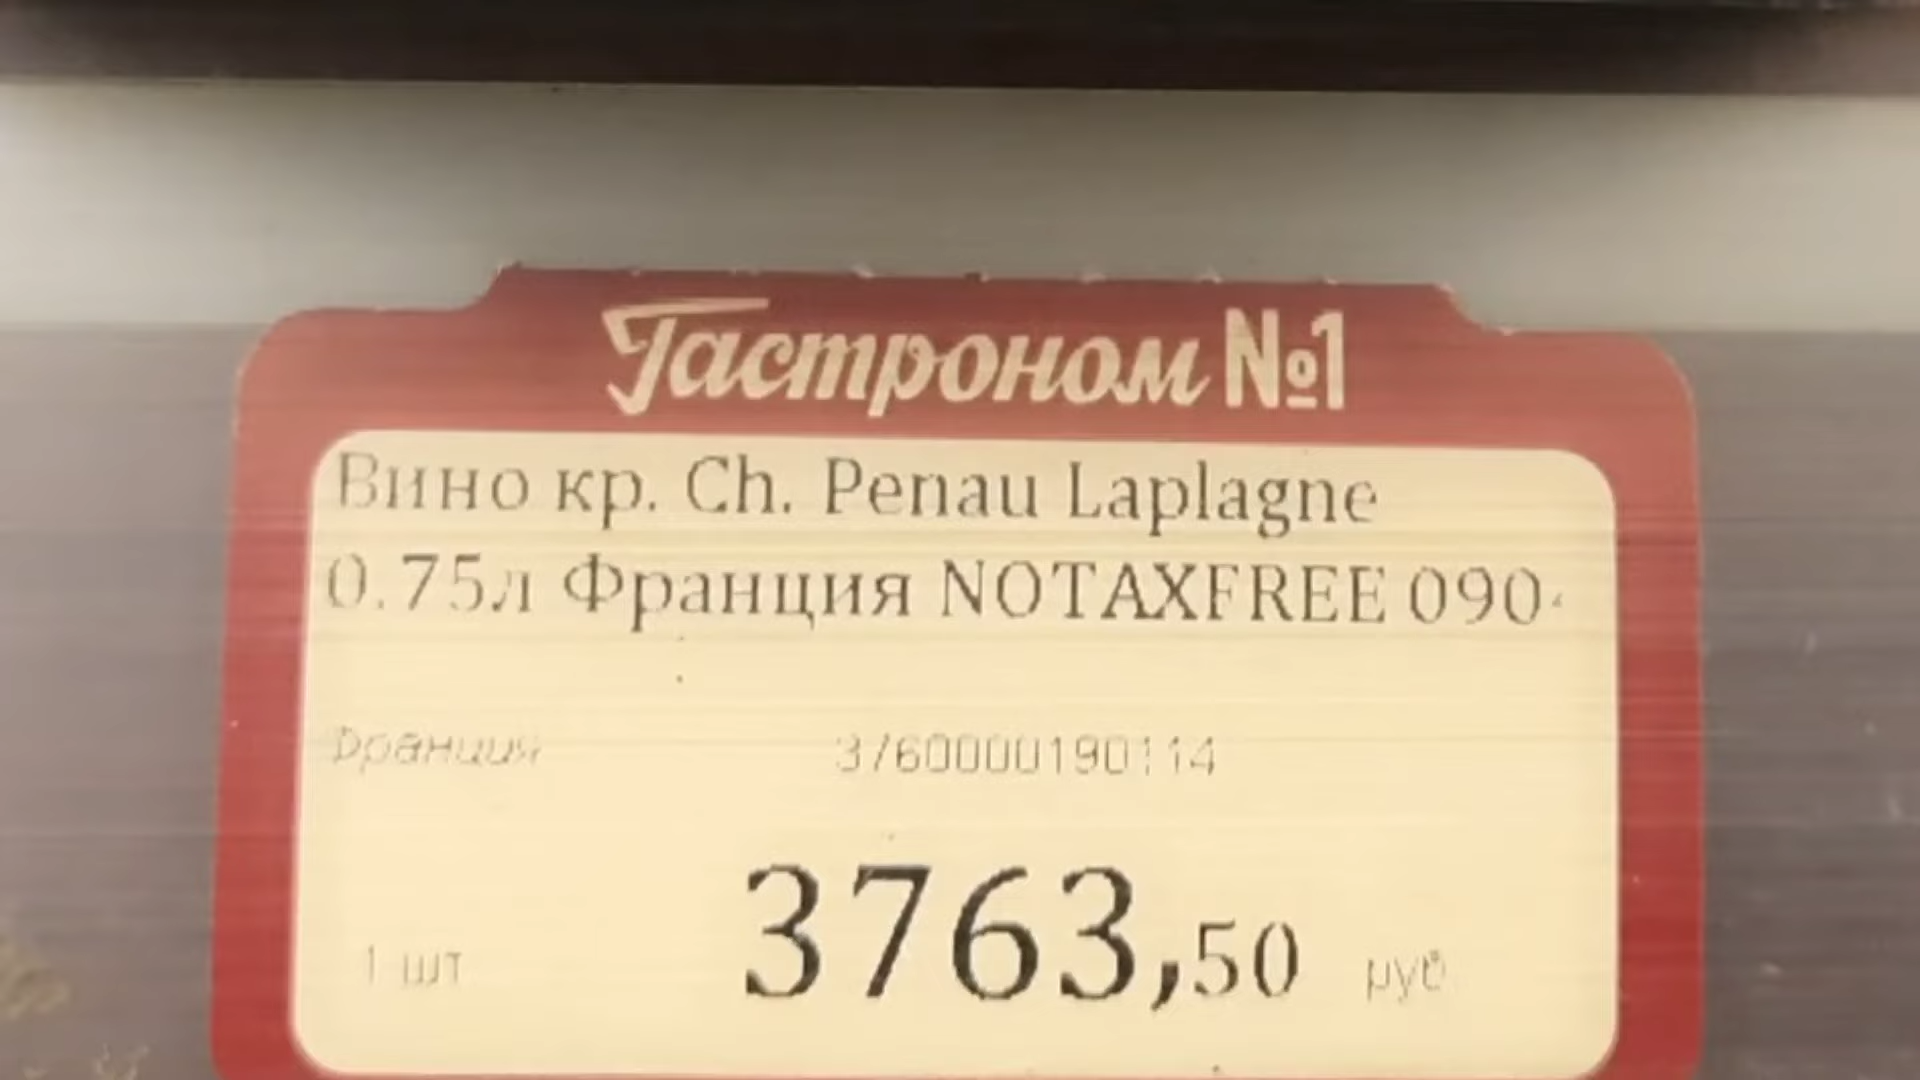 Гастроном №1
Вино кр. Ch. Penau Laplagne
0.75л Франция NOTAXFREE 090
Франция 3760000190114
1 шт 3763,50 руб.